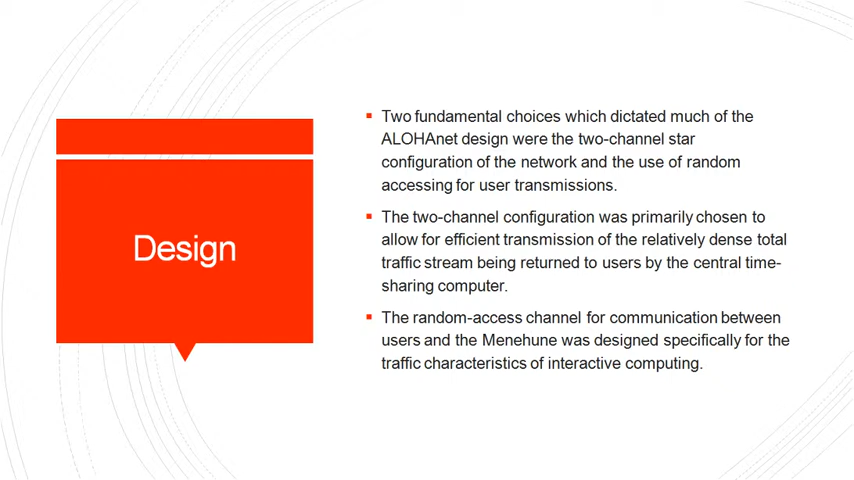 Design
Two fundamental choices which dictated much of the
ALOHAnet design were the two-channel star
configuration of the network and the use of random
accessing for user transmissions.
The two-channel configuration was primarily chosen to
allow for efficient transmission of the relatively dense total
traffic stream being returned to users by the central time-
sharing computer.
The random-access channel for communication between
users and the Menehune was designed specifically for the
traffic characteristics of interactive computing.